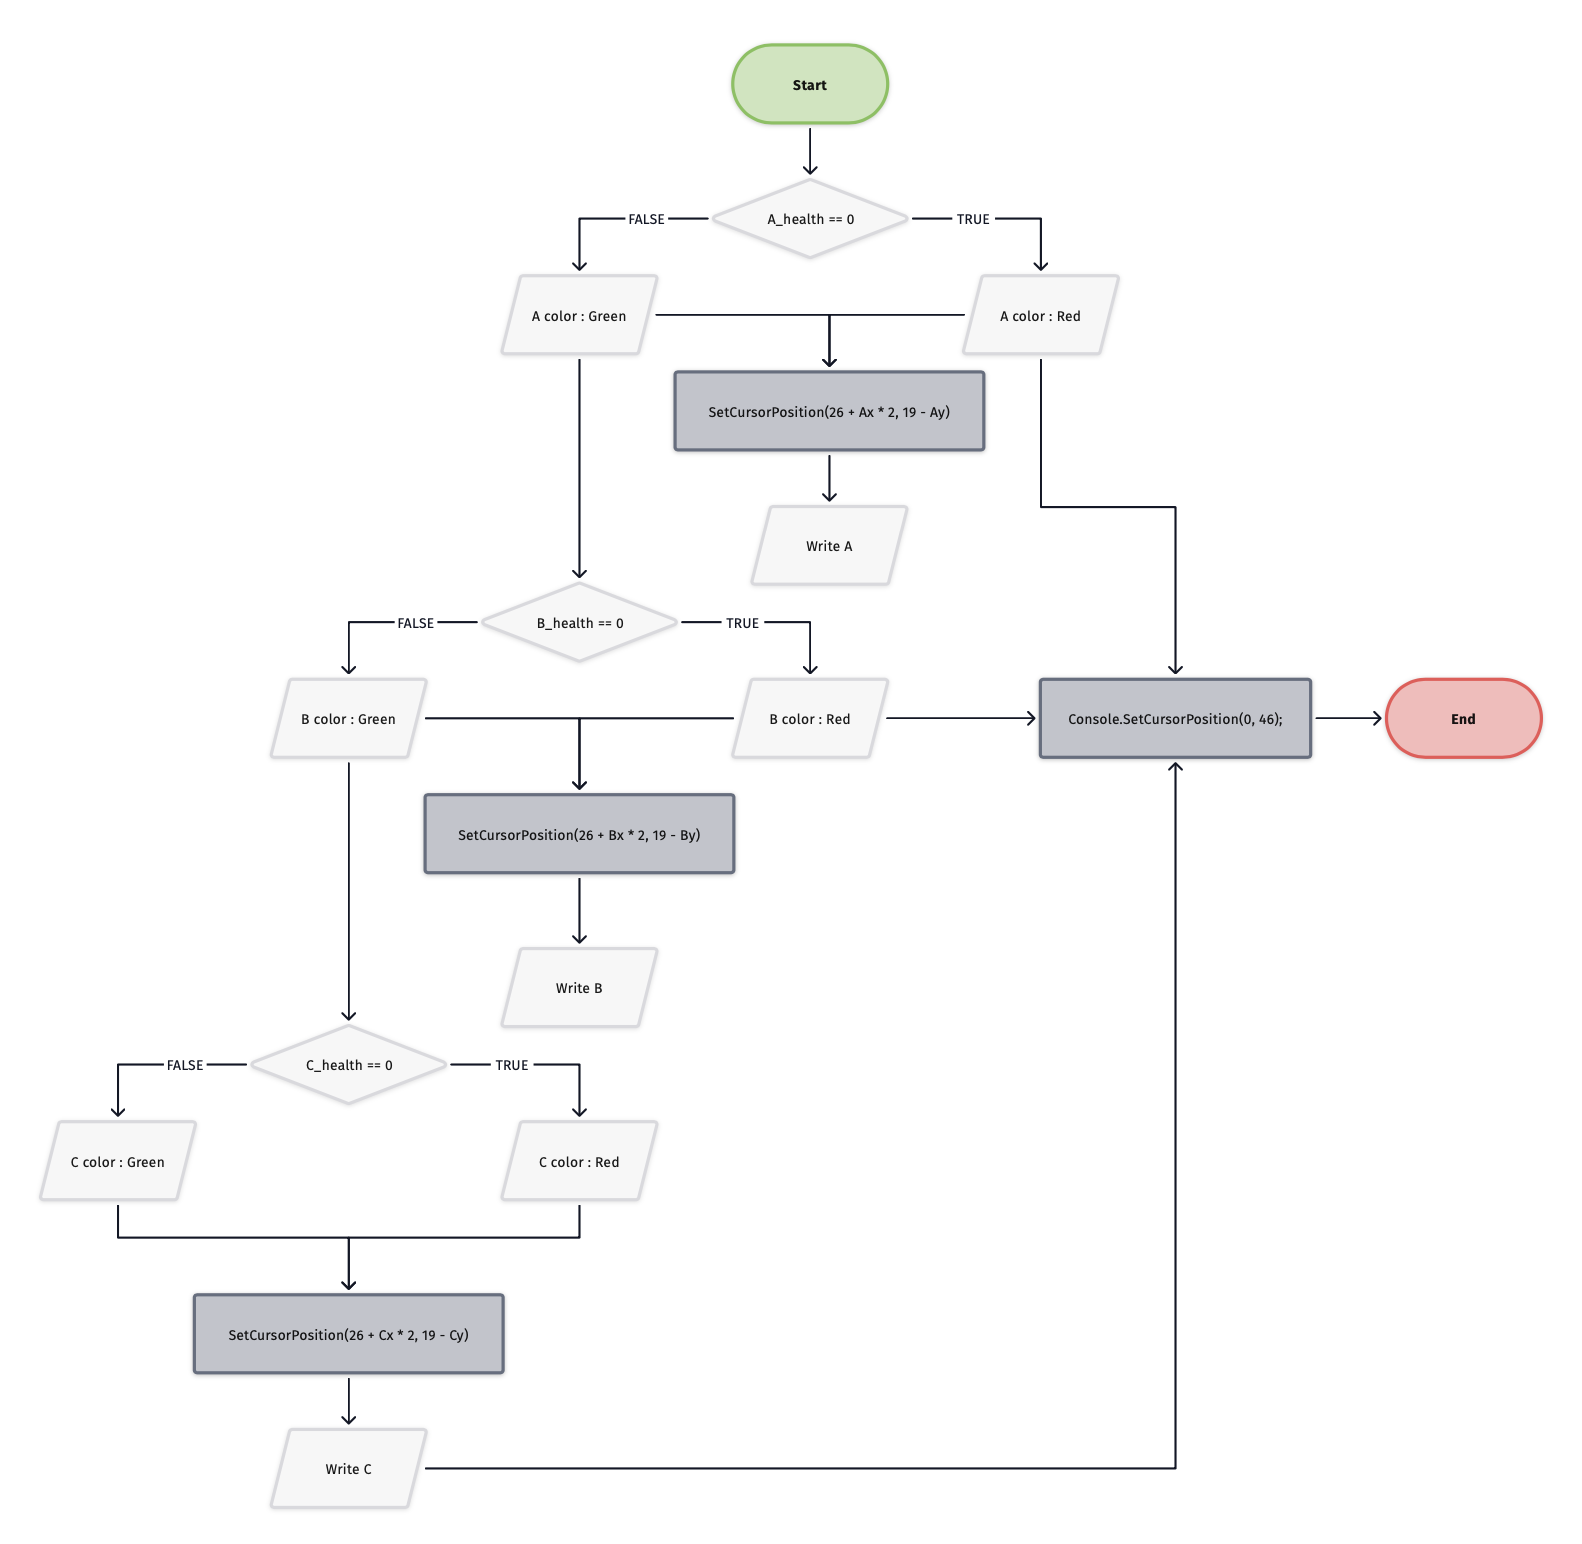 Start
A_health == 0
FALSE
TRUE
A color : Green
A color : Red
SetCursorPosition(26 + Ax * 2, 19 - Ay)
Write A
B_health == 0
FALSE
TRUE
B color : Green
B color : Red
Console.SetCursorPosition(0, 46);
End
SetCursorPosition(26 + Bx * 2, 19 - By)
Write B
C_health == 0
FALSE
TRUE
C color : Green
C color : Red
SetCursorPosition(26 + Cx * 2, 19 - Cy)
Write C